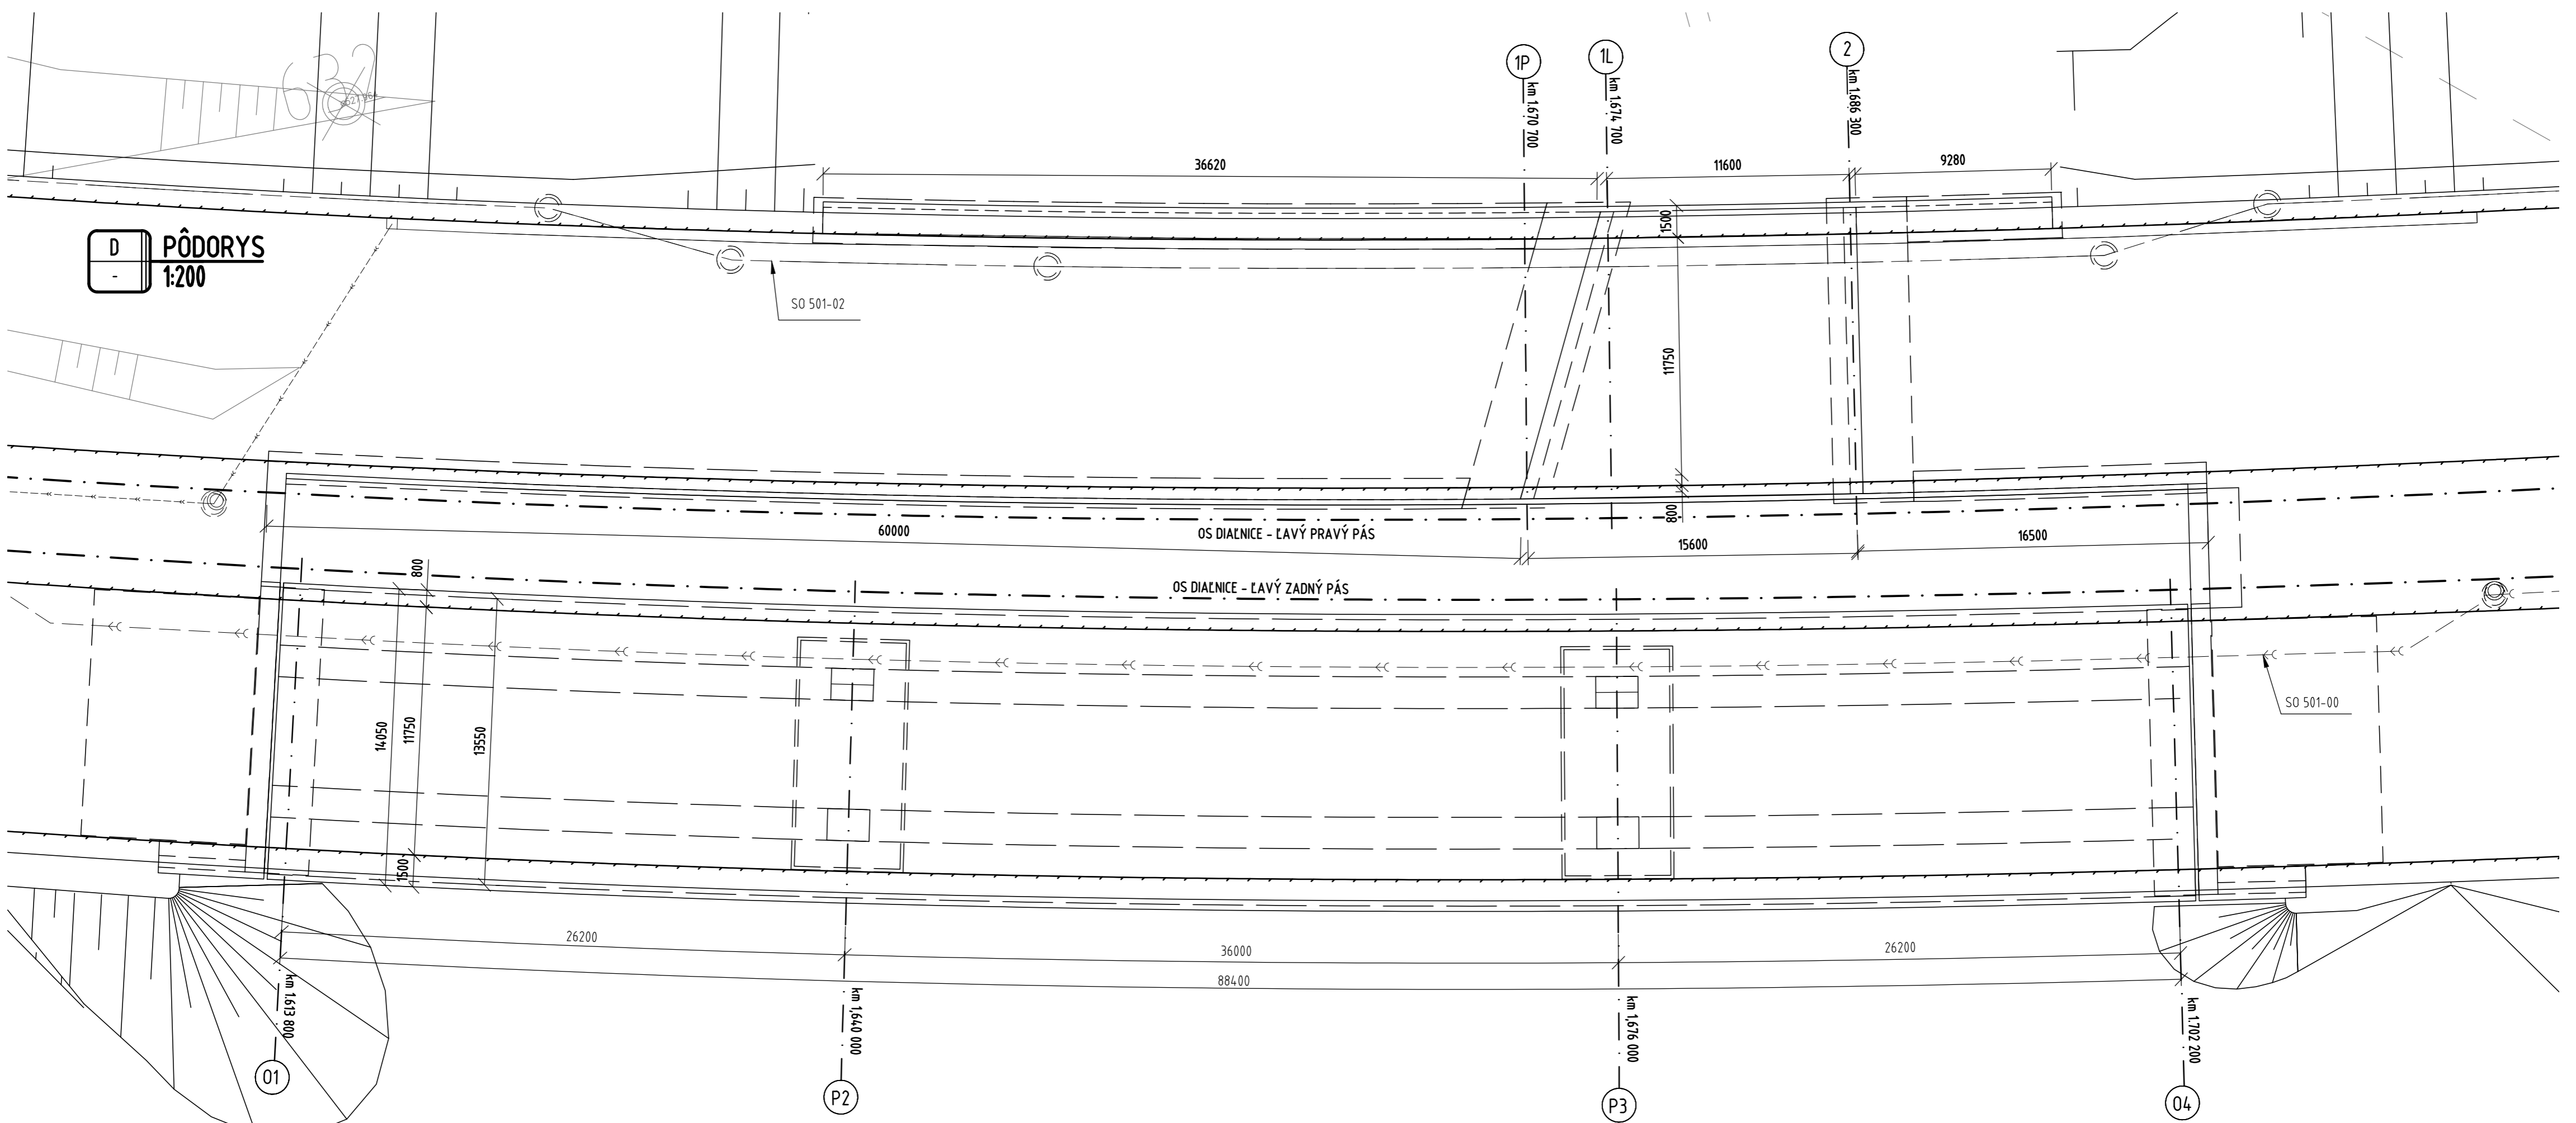 632
1P
1L
2
km 1.670 700
km 1.674 700
km 1.686 300
36620
11600
9280
1500
D
-
PÔDORYS
1:200
SO 501-02
11750
800
60000
OS DIAĽNICE - ĽAVÝ PRAVÝ PÁS
15600
16500
800
OS DIAĽNICE - ĽAVÝ ZADNÝ PÁS
14050
11750
13550
SO 501-00
1500
26200
36000
26200
88400
km 1.613 800
km 1,640 000
km 1,676 000
km 1.702 200
O1
P2
P3
O4